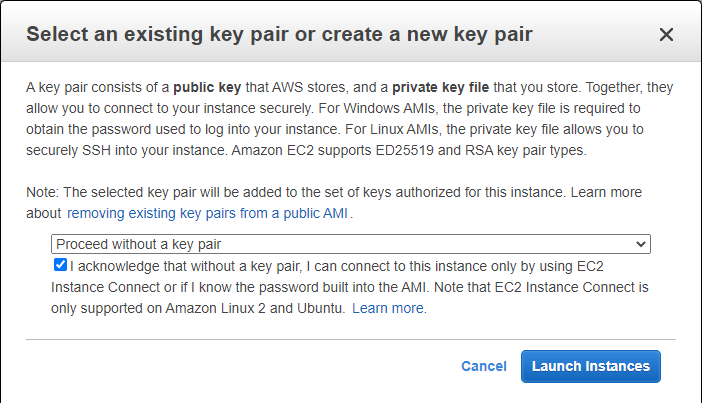 Select an existing key pair or create a new key pair
A key pair consists of a public key that AWS stores, and a private key file that you store. Together, they
allow you to connect to your instance securely. For Windows AMIs, the private key file is required to
obtain the password used to log into your instance. For Linux AMIs, the private key file allows you to
securely SSH into your instance. Amazon EC2 supports ED25519 and RSA key pair types.
Note: The selected key pair will be added to the set of keys authorized for this instance. Learn more
about removing existing key pairs from a public AMI.
Proceed without a key pair
I acknowledge that without a key pair, I can connect to this instance only by using EC2
Instance Connect or if I know the password built into the AMI. Note that EC2 Instance Connect is
only supported on Amazon Linux 2 and Ubuntu. Learn more.
Cancel Launch Instances